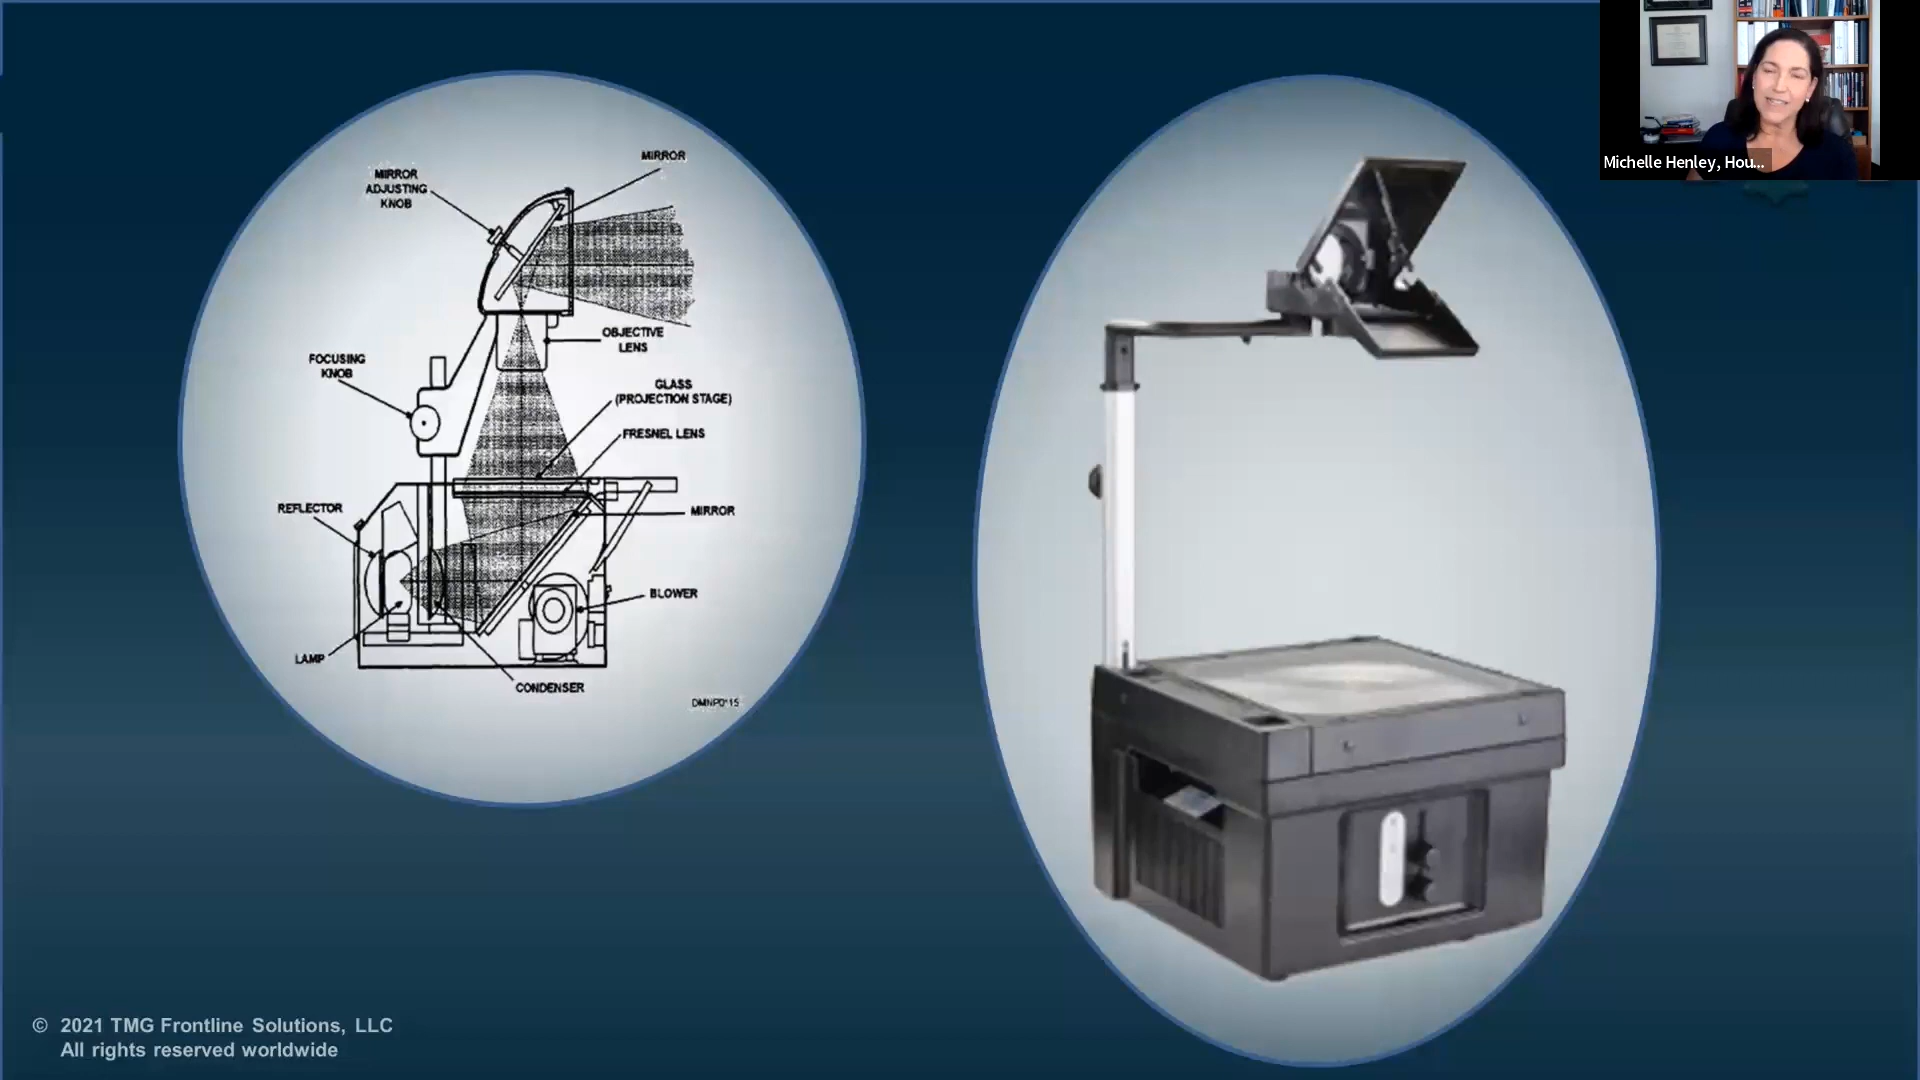 Michelle Henley, Hou...
MIRROR
MIRROR
ADJUSTING
KNOB
OBJECTIVE
LENS
FOCUSING
KNOB
GLASS
(PROJECTION STAGE)
FRESNEL LENS
REFLECTOR
MIRROR
BLOWER
LAMP
CONDENSER
© 2021 TMG Frontline Solutions, LLC
All rights reserved worldwide